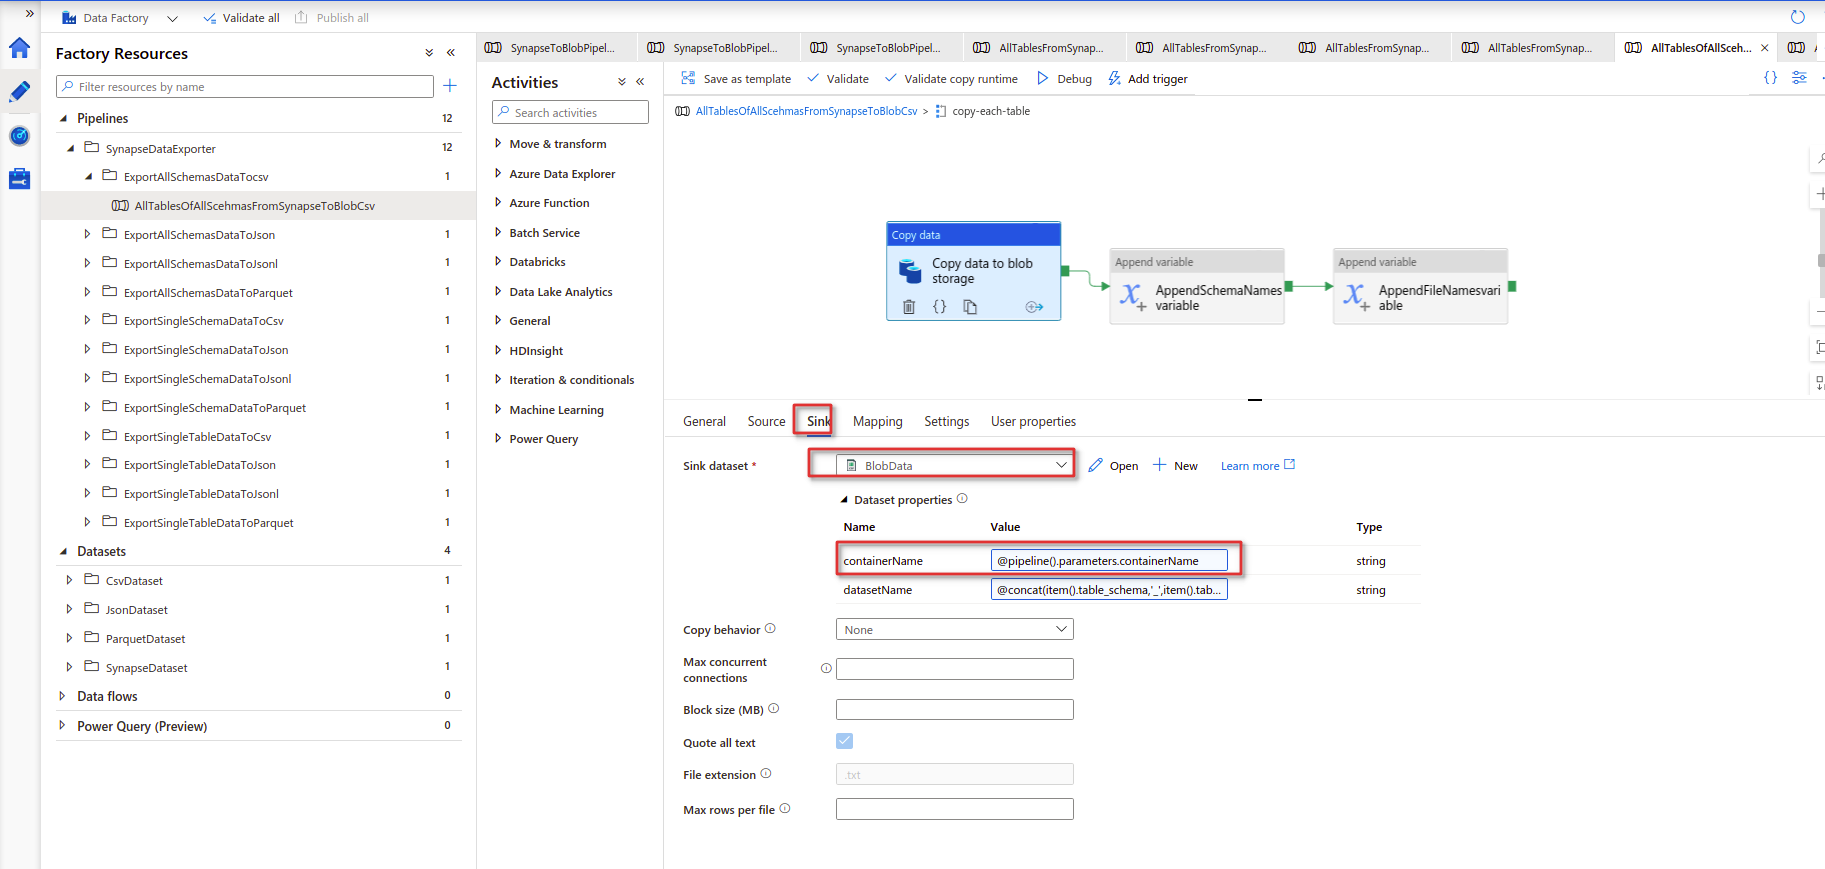 Data Factory
Validate all
Publish all
Factory Resources
Filter resources by name
Pipelines 12
SynapseDataExporter 12
ExportAllSchemasDataTocsv 1
AllTablesOfAllScehmasFromSynapseToBlobCsv
ExportAllSchemasDataToJson 1
ExportAllSchemasDataToJsonl 1
ExportAllSchemasDataToParquet 1
ExportSingleSchemaDataToCsv 1
ExportSingleSchemaDataToJson 1
ExportSingleSchemaDataToJsonl 1
ExportSingleSchemaDataToParquet 1
ExportSingleTableDataToCsv 1
ExportSingleTableDataToJson 1
ExportSingleTableDataToJsonl 1
ExportSingleTableDataToParquet 1
Datasets 4
CsvDataset 1
JsonDataset 1
ParquetDataset 1
SynapseDataset 1
Data flows 0
Power Query (Preview) 0
SynapseToBlobPipel... SynapseToBlobPipel... SynapseToBlobPipel... AllTablesFromSynap... AllTablesFromSynap... AllTablesFromSynap... AllTablesFromSynap... AllTablesOfAllSceh...
Activities
Search activities
Move & transform
Azure Data Explorer
Azure Function
Batch Service
Databricks
Data Lake Analytics
General
HDInsight
Iteration & conditionals
Machine Learning
Power Query
Save as template Validate Validate copy runtime Debug Add trigger
AllTablesOfAllScehmasFromSynapseToBlobCsv > copy-each-table
Copy data
Copy data to blob
storage
Append variable
AppendSchemaNames
variable
Append variable
AppendFileNamesvari
able
General Source Sink Mapping Settings User properties
Sink dataset * BlobData Open New Learn more
Dataset properties
Name Value Type
containerName @pipeline().parameters.containerName string
datasetName @concat(item().table_schema,'_',item().tab... string
Copy behavior None
Max concurrent
connections
Block size (MB)
Quote all text
File extension .txt
Max rows per file